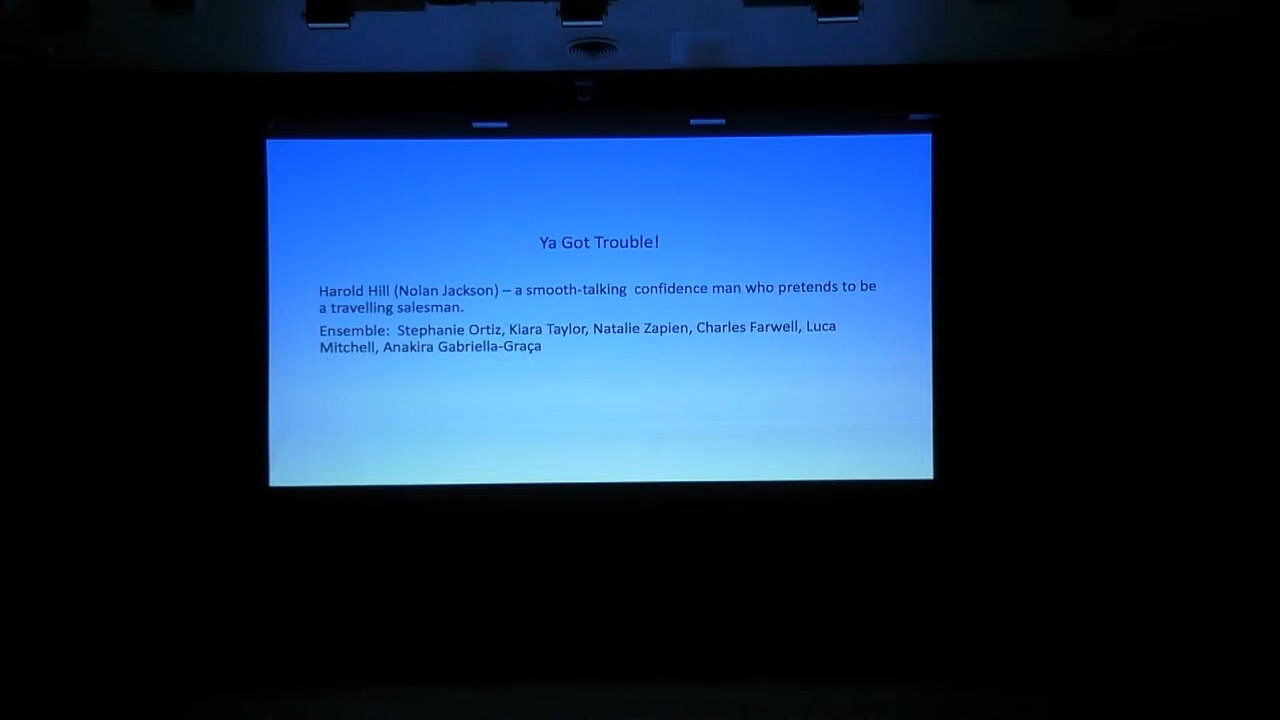 Ya Got Trouble!
Harold Hill (Nolan Jackson) – a smooth-talking  confidence man who pretends to be
a travelling salesman.
Ensemble:  Stephanie Ortiz, Kiara Taylor, Natalie Zapien, Charles Farwell, Luca
Mitchell, Anakira Gabriella-Graça